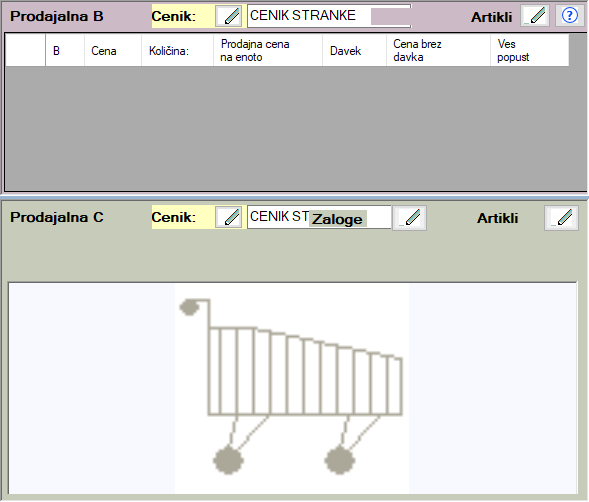 Prodajalna B Cenik: CENIK STRANKE Artikli ?
B Cena Količina: Prodajna cena na enoto Davek Cena brez davka Ves popust
Prodajalna C Cenik: CENIK ST Zaloge Artikli